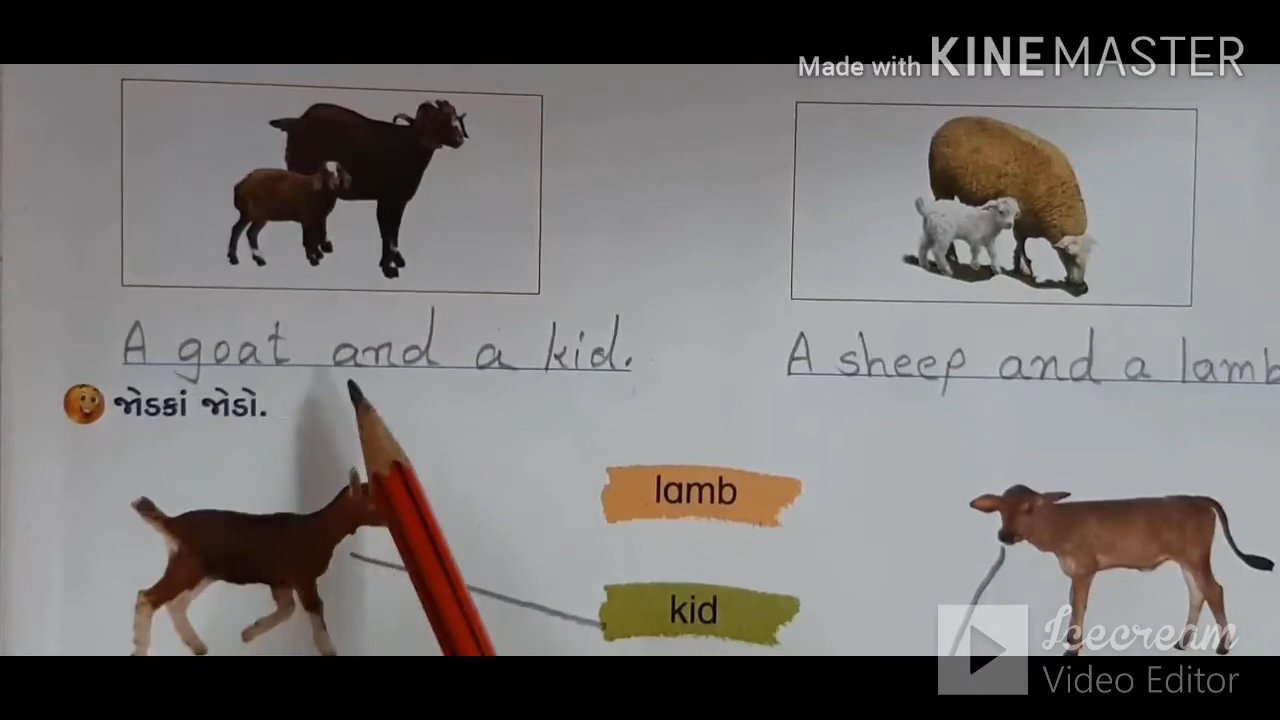 Made with KINEMASTER
A goat and a kid.
A sheep and a lamb
જોડકાં જોડો.
lamb
kid
Icecream
Video Editor